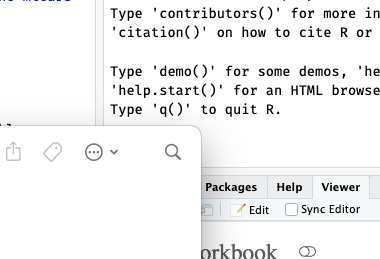 Type 'contributors()' for more in
'citation()' on how to cite R or
Type 'demo()' for some demos, 'he
'help.start()' for an HTML browse
Type 'q()' to quit R.
Packages Help Viewer
Edit Sync Editor
orkbook